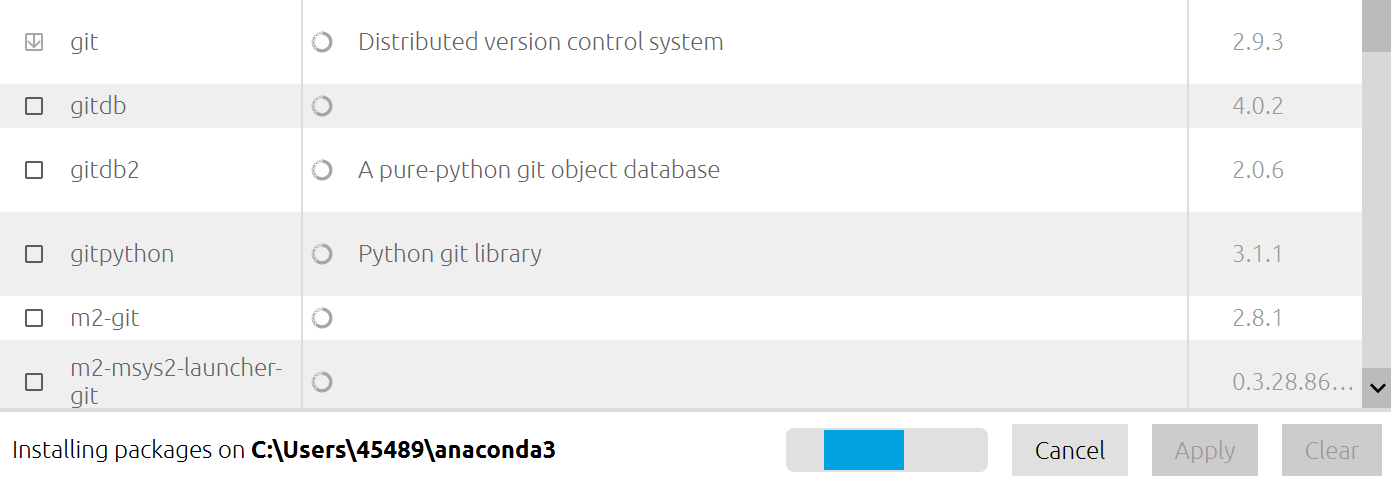 git Distributed version control system 2.9.3
gitdb 4.0.2
gitdb2 A pure-python git object database 2.0.6
gitpython Python git library 3.1.1
m2-git 2.8.1
m2-msys2-launcher-
git 0.3.28.86...
Installing packages on C:\Users\45489\anaconda3 Cancel Apply Clear